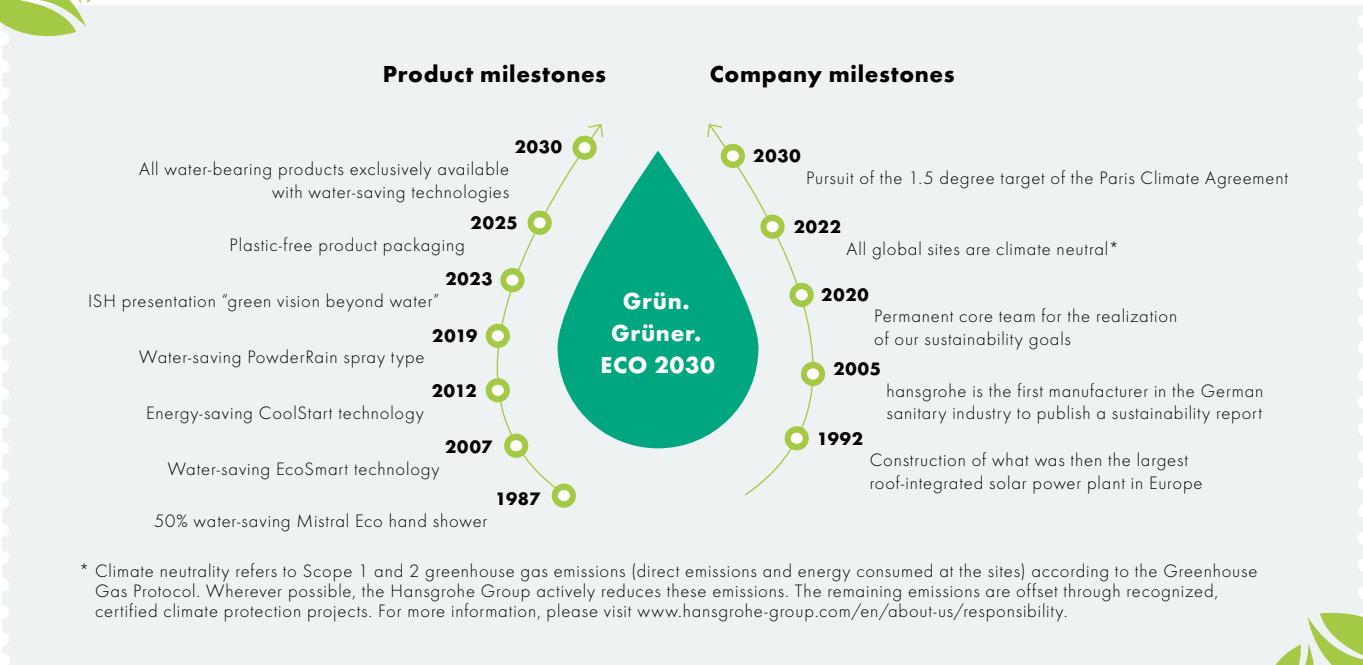 Product milestones
2030
All water-bearing products exclusively available
with water-saving technologies
2025
Plastic-free product packaging
2023
ISH presentation “green vision beyond water”
2019
Water-saving PowderRain spray type
2012
Energy-saving CoolStart technology
2007
Water-saving EcoSmart technology
1987
50% water-saving Mistral Eco hand shower
Grün.
Grüner.
ECO 2030
Company milestones
2030
Pursuit of the 1.5 degree target of the Paris Climate Agreement
2022
All global sites are climate neutral*
2020
Permanent core team for the realization
of our sustainability goals
2005
hansgrohe is the first manufacturer in the German
sanitary industry to publish a sustainability report
1992
Construction of what was then the largest
roof-integrated solar power plant in Europe
* Climate neutrality refers to Scope 1 and 2 greenhouse gas emissions (direct emissions and energy consumed at the sites) according to the Greenhouse
Gas Protocol. Wherever possible, the Hansgrohe Group actively reduces these emissions. The remaining emissions are offset through recognized,
certified climate protection projects. For more information, please visit www.hansgrohe-group.com/en/about-us/responsibility.